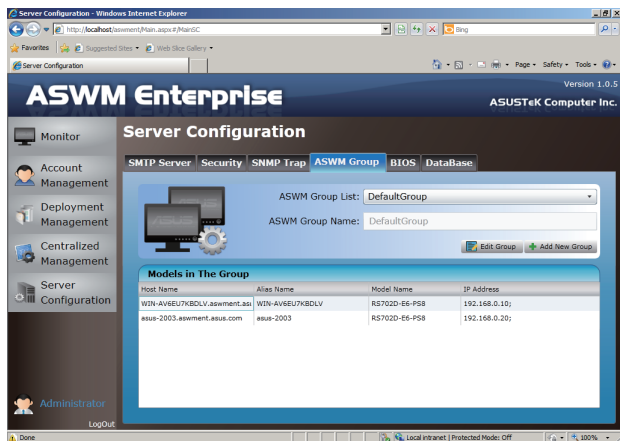 Server Configuration - Windows Internet Explorer
http://localhost/aswment/Main.aspx#/MainSC
Bing
Favorites Suggested Sites Web Slice Gallery
Server Configuration
Page Safety Tools
Version 1.0.5
ASWM Enterprise
ASUSTeK Computer Inc.
Monitor
Account Management
Deployment Management
Centralized Management
Server Configuration
Administrator
LogOut
Server Configuration
SMTP Server Security SNMP Trap ASWM Group BIOS DataBase
ASWM Group List: DefaultGroup
ASWM Group Name: DefaultGroup
Edit Group Add New Group
Models in The Group
Host Name Alias Name Model Name IP Address
WIN-AV6EU7KBDLV.aswment.asu WIN-AV6EU7KBDLV RS702D-E6-PS8 192.168.0.10;
asus-2003.aswment.asus.com asus-2003 RS702D-E6-PS8 192.168.0.20;
Done
Local intranet | Protected Mode: Off
100%